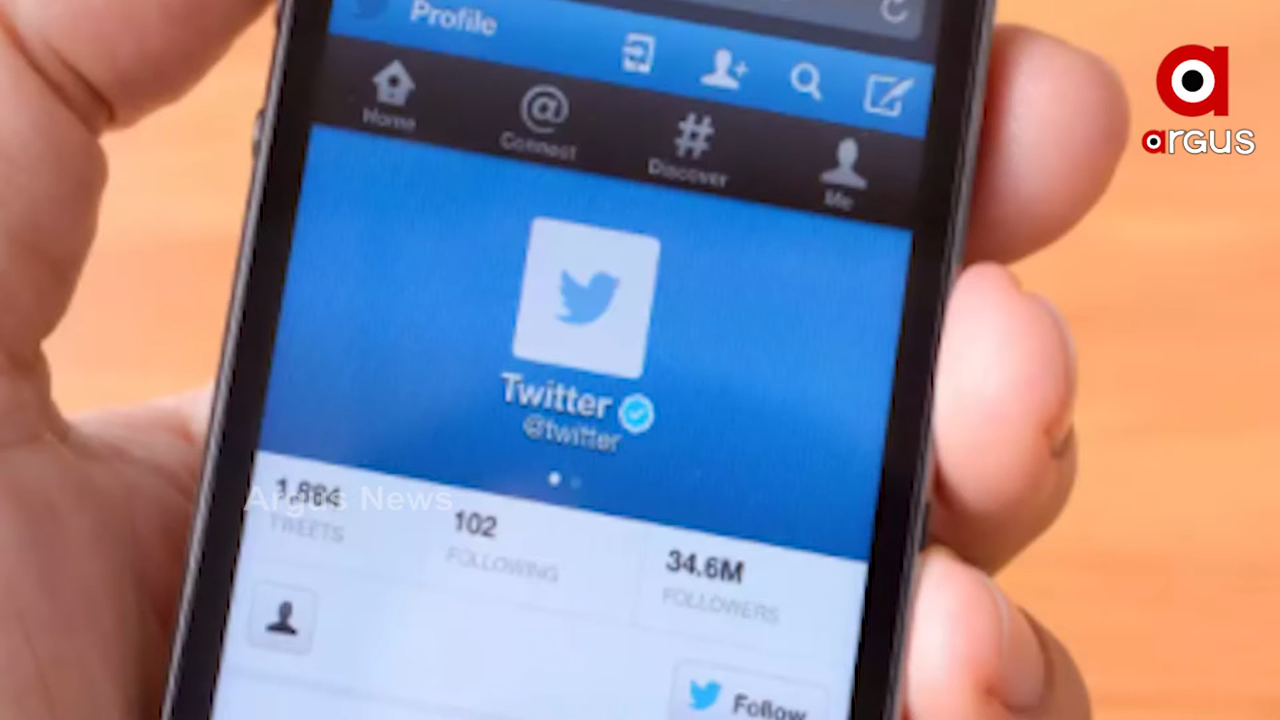 Profile
Home
Connect
Discover
Me
argus
Twitter
@twitter
1,884
TWEETS
102
FOLLOWING
34.6M
FOLLOWERS
Argus News
Follow